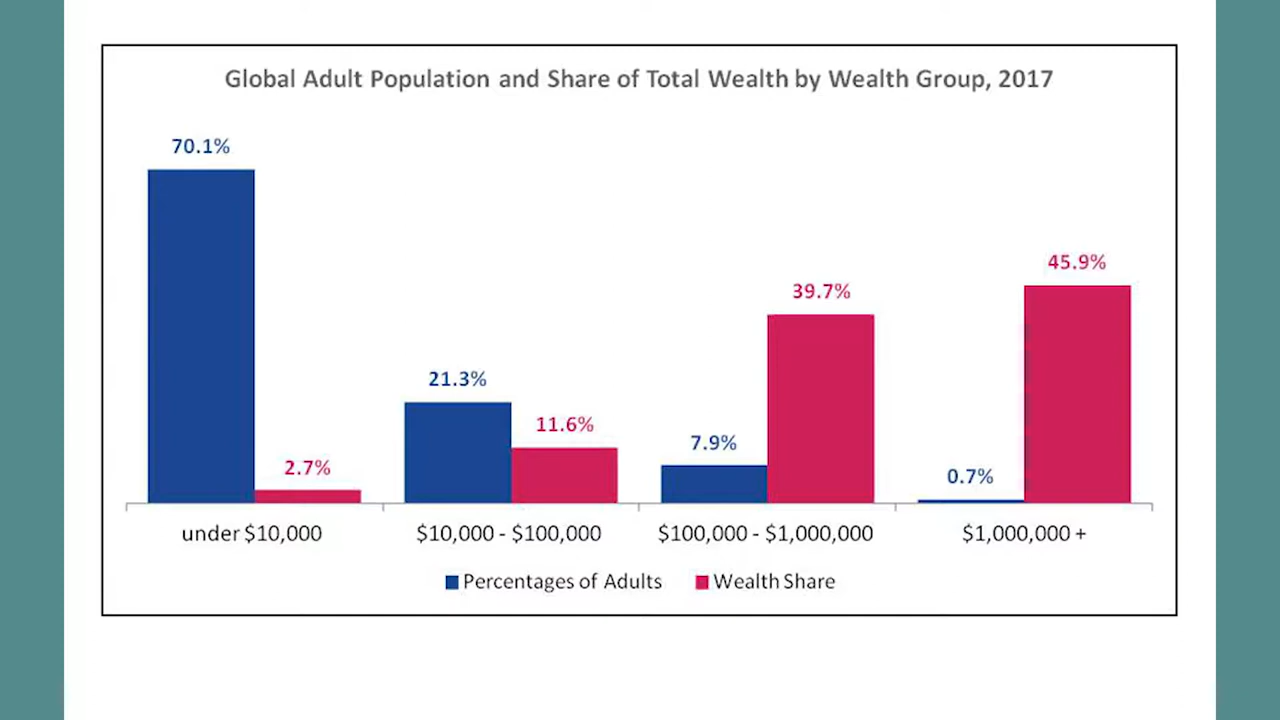 Global Adult Population and Share of Total Wealth by Wealth Group, 2017
70.1%
2.7%
21.3%
11.6%
7.9%
39.7%
0.7%
45.9%
under $10,000
$10,000 - $100,000
$100,000 - $1,000,000
$1,000,000 +
Percentages of Adults
Wealth Share